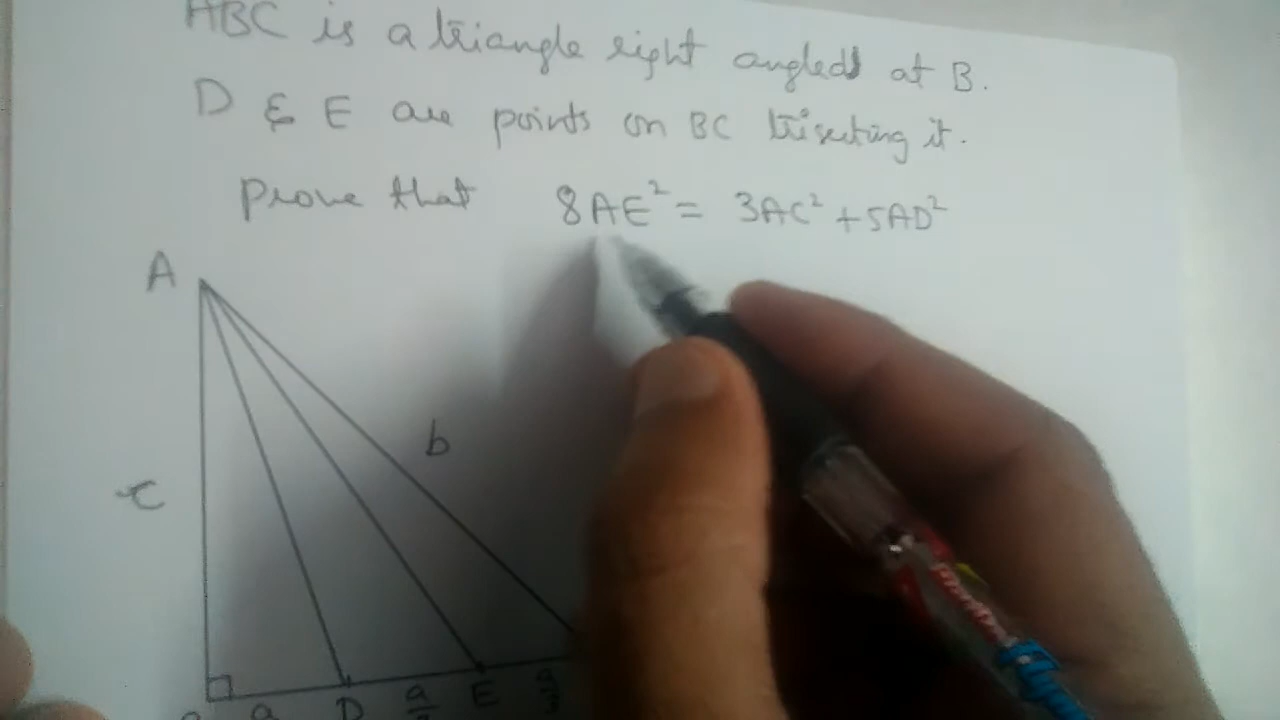 ABC is a triangle right angled at B.
D & E are points on BC trisecting it.
Prove that 8AE² = 3AC² + 5AD²
A
b
c
a D a E